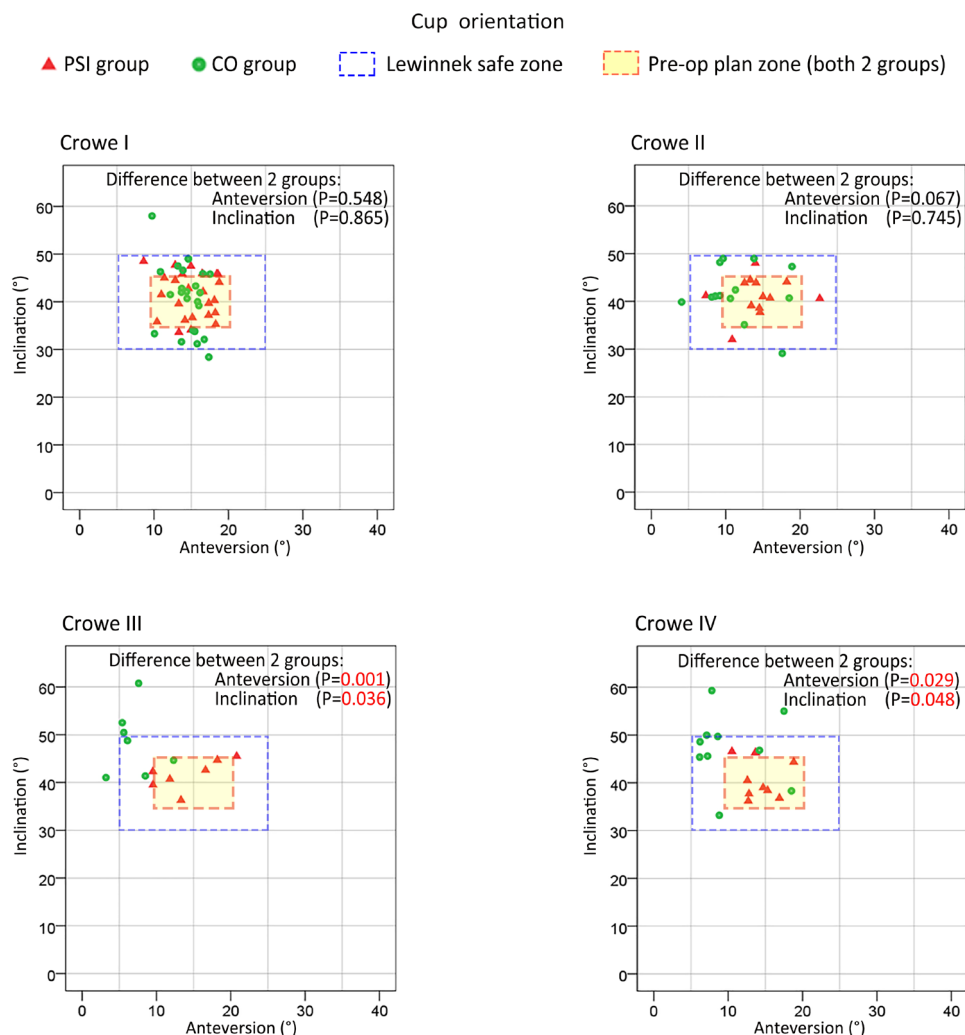 Cup orientation
PSI group
CO group
Lewinnek safe zone
Pre-op plan zone (both 2 groups)
Crowe I
Difference between 2 groups:
Anteversion (P=0.548)
Inclination (P=0.865)
Inclination (°)
60
50
40
30
20
10
0
0 10 20 30 40
Anteversion (°)
Crowe II
Difference between 2 groups:
Anteversion (P=0.067)
Inclination (P=0.745)
Inclination (°)
60
50
40
30
20
10
0
0 10 20 30 40
Anteversion (°)
Crowe III
Difference between 2 groups:
Anteversion (P=0.001)
Inclination (P=0.036)
Inclination (°)
60
50
40
30
20
10
0
0 10 20 30 40
Anteversion (°)
Crowe IV
Difference between 2 groups:
Anteversion (P=0.029)
Inclination (P=0.048)
Inclination (°)
60
50
40
30
20
10
0
0 10 20 30 40
Anteversion (°)